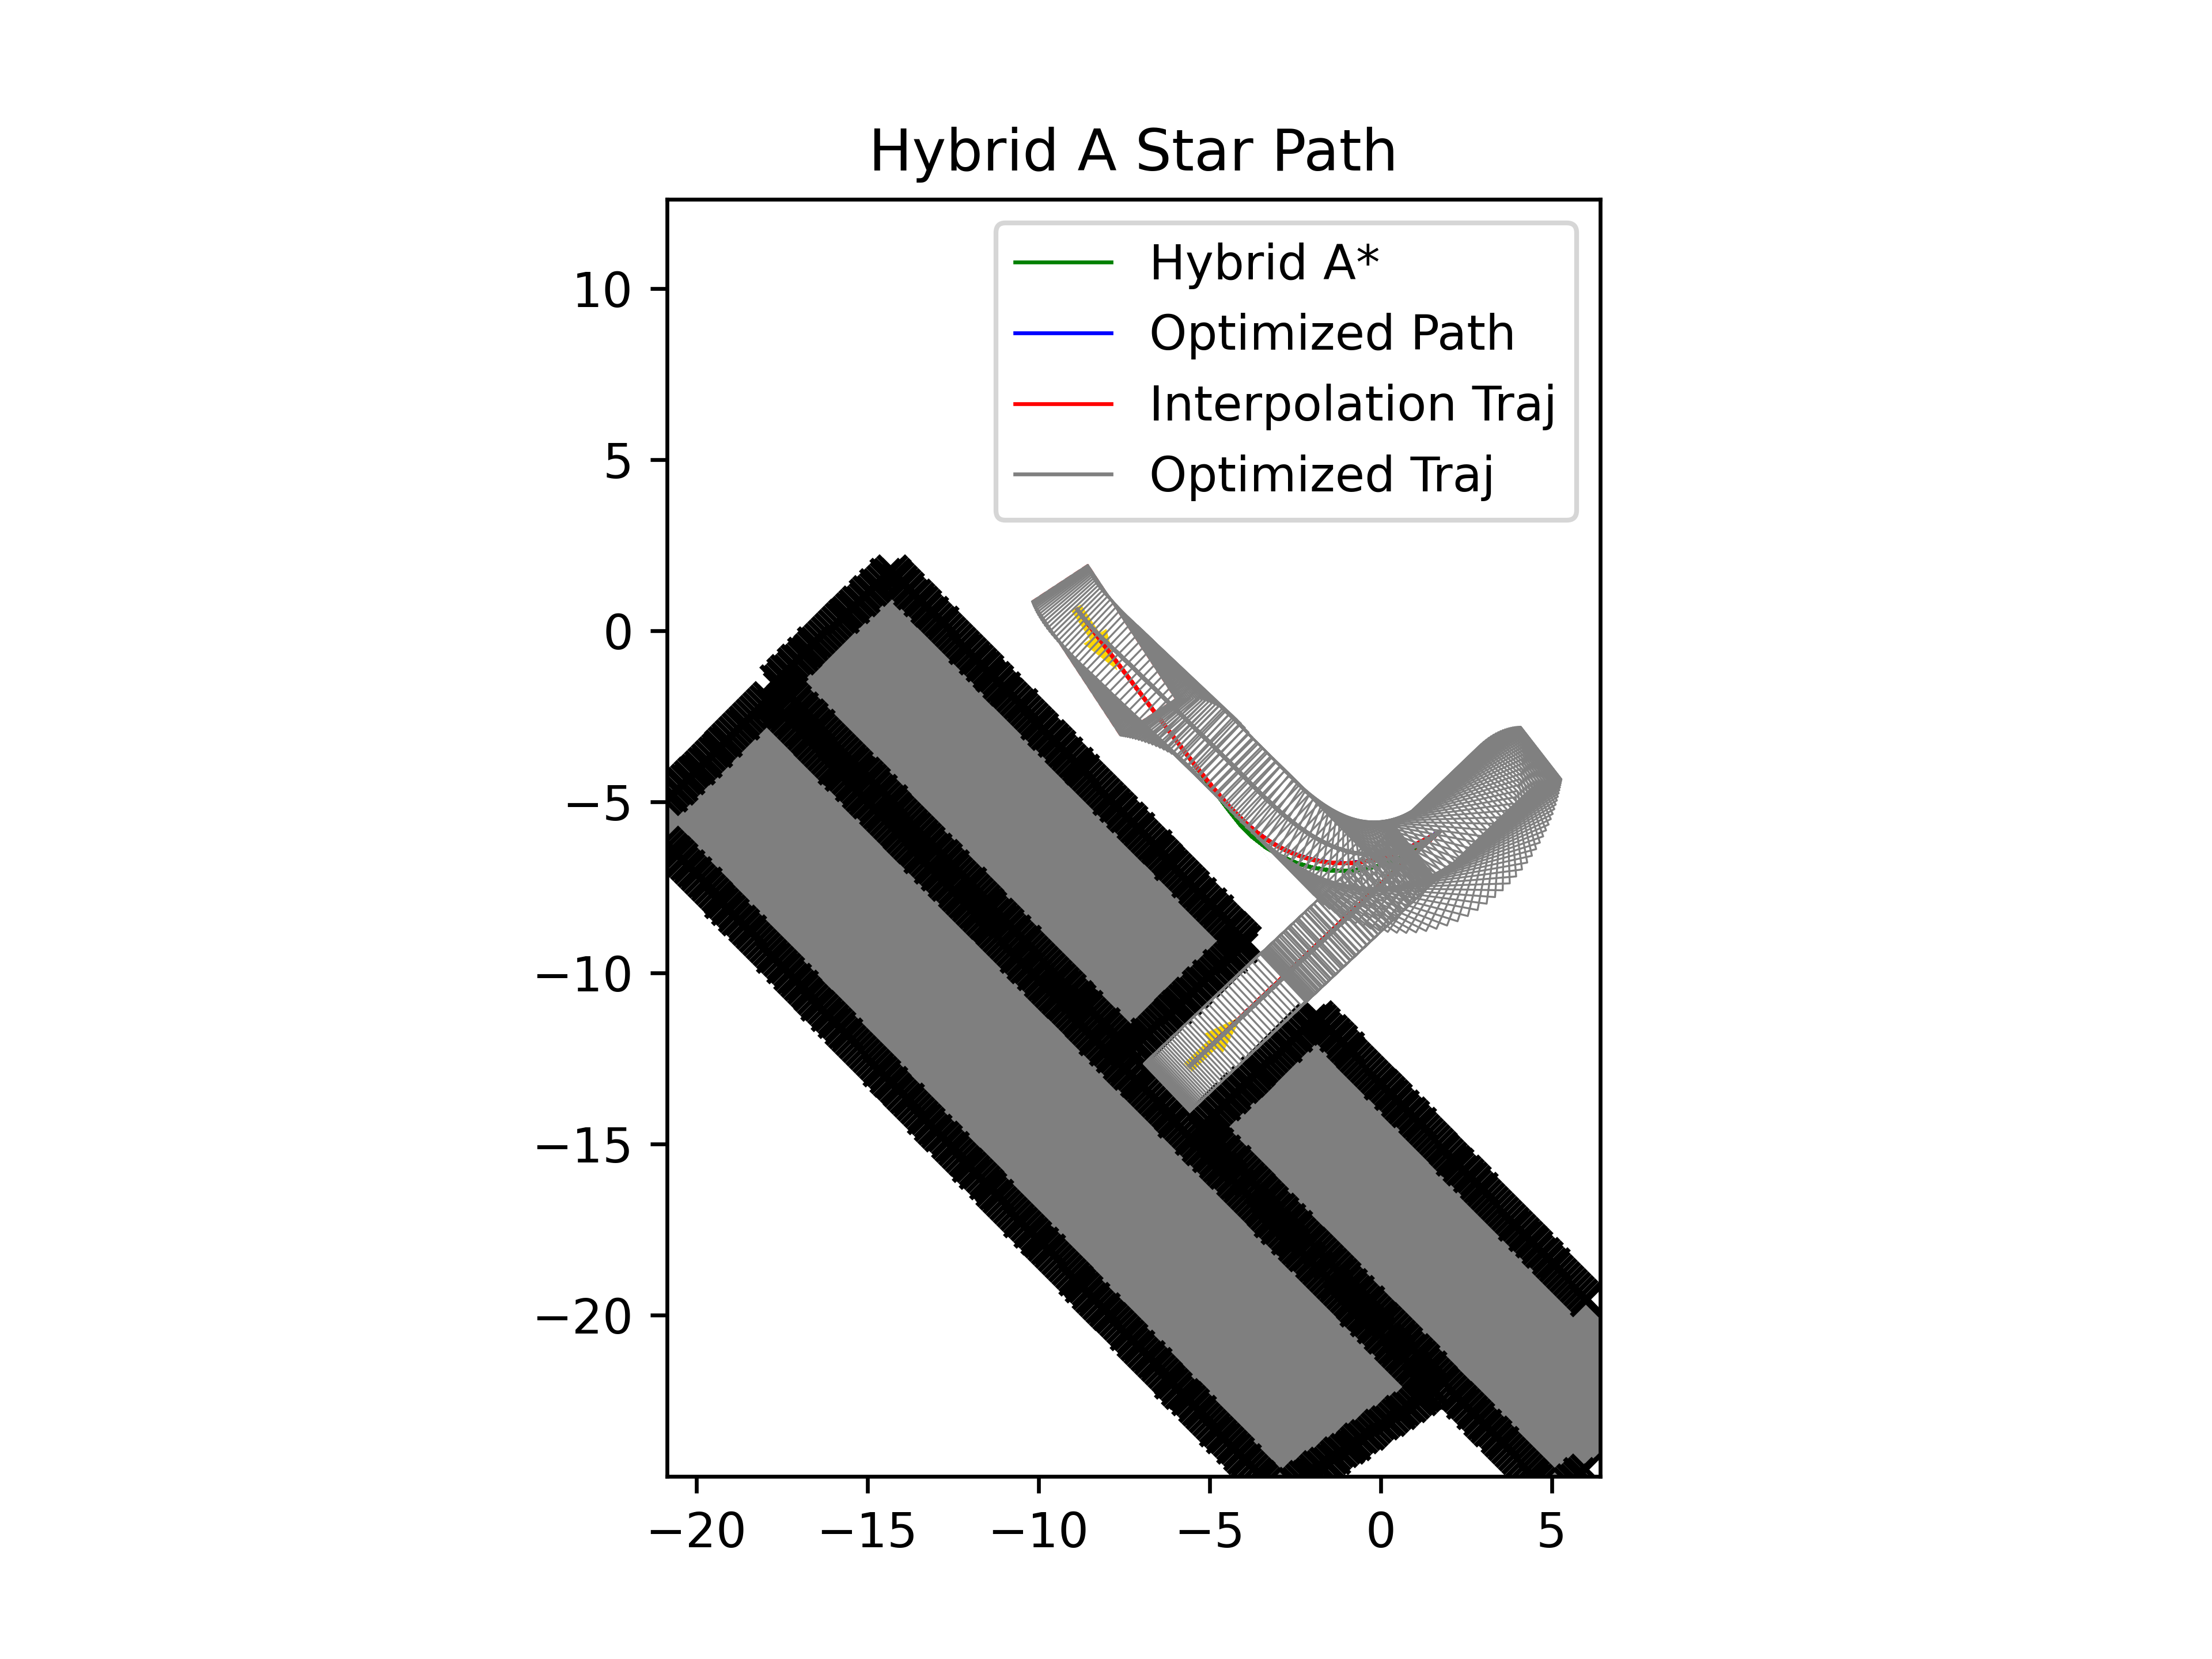 Hybrid A Star Path
Hybrid A*
Optimized Path
Interpolation Traj
Optimized Traj
10
5
0
−5
−10
−15
−20
−20 −15 −10 −5 0 5